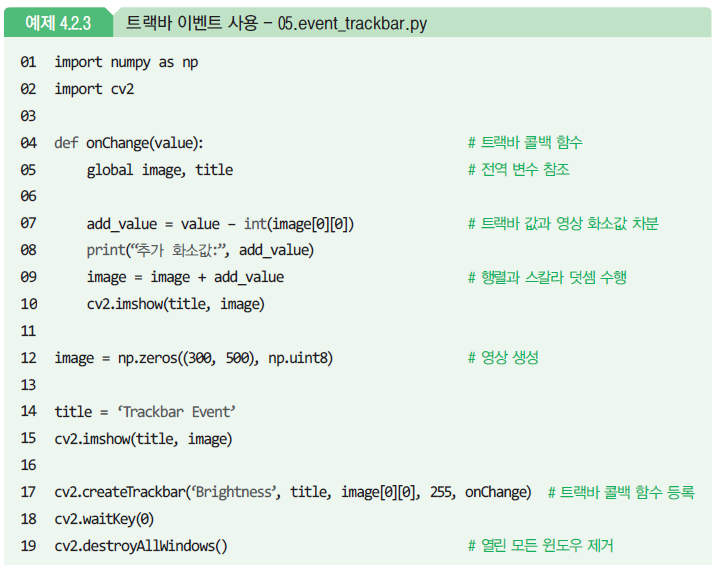 예제 4.2.3 트랙바 이벤트 사용 – 05.event_trackbar.py
01 import numpy as np
02 import cv2
03
04 def onChange(value): # 트랙바 콜백 함수
05 global image, title # 전역 변수 참조
06
07 add_value = value – int(image[0][0]) # 트랙바 값과 영상 화소값 차분
08 print(“추가 화소값:”, add_value)
09 image = image + add_value # 행렬과 스칼라 덧셈 수행
10 cv2.imshow(title, image)
11
12 image = np.zeros((300, 500), np.uint8) # 영상 생성
13
14 title = ‘Trackbar Event’
15 cv2.imshow(title, image)
16
17 cv2.createTrackbar(‘Brightness’, title, image[0][0], 255, onChange) # 트랙바 콜백 함수 등록
18 cv2.waitKey(0)
19 cv2.destroyAllWindows() # 열린 모든 윈도우 제거